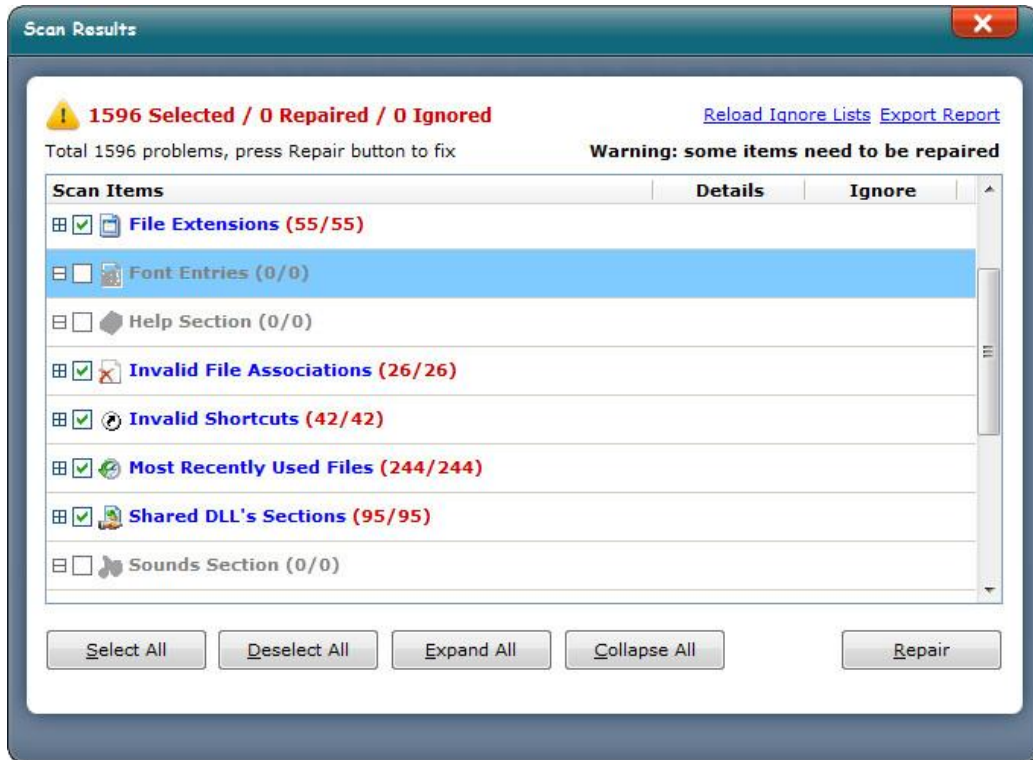 Scan Results
1596 Selected / 0 Repaired / 0 Ignored
Reload Ignore Lists Export Report
Total 1596 problems, press Repair button to fix
Warning: some items need to be repaired
Scan Items Details Ignore
File Extensions (55/55)
Font Entries (0/0)
Help Section (0/0)
Invalid File Associations (26/26)
Invalid Shortcuts (42/42)
Most Recently Used Files (244/244)
Shared DLL's Sections (95/95)
Sounds Section (0/0)
Select All Deselect All Expand All Collapse All Repair